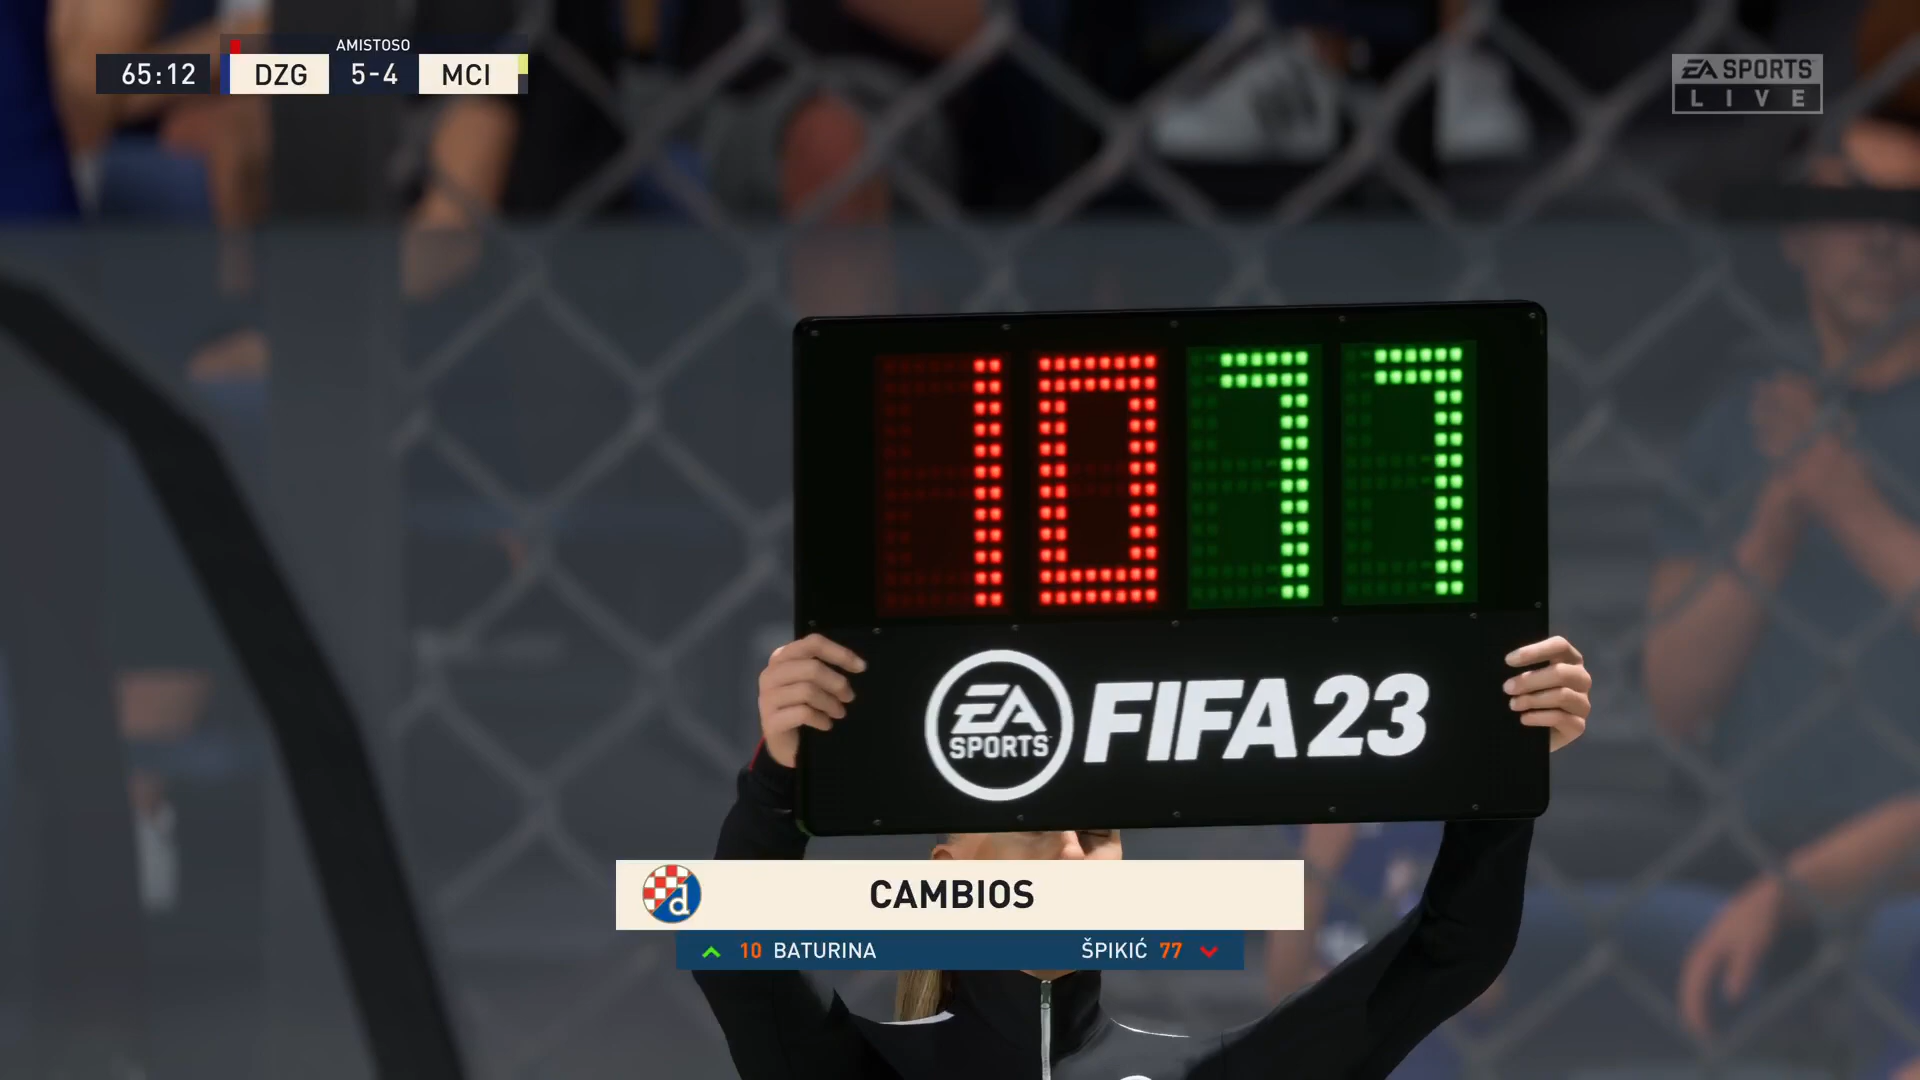 AMISTOSO
65:12 DZG 5-4 MCI
EA SPORTS
LIVE
10 77
EA SPORTS FIFA 23
CAMBIOS
10 BATURINA ŠPIKIĆ 77